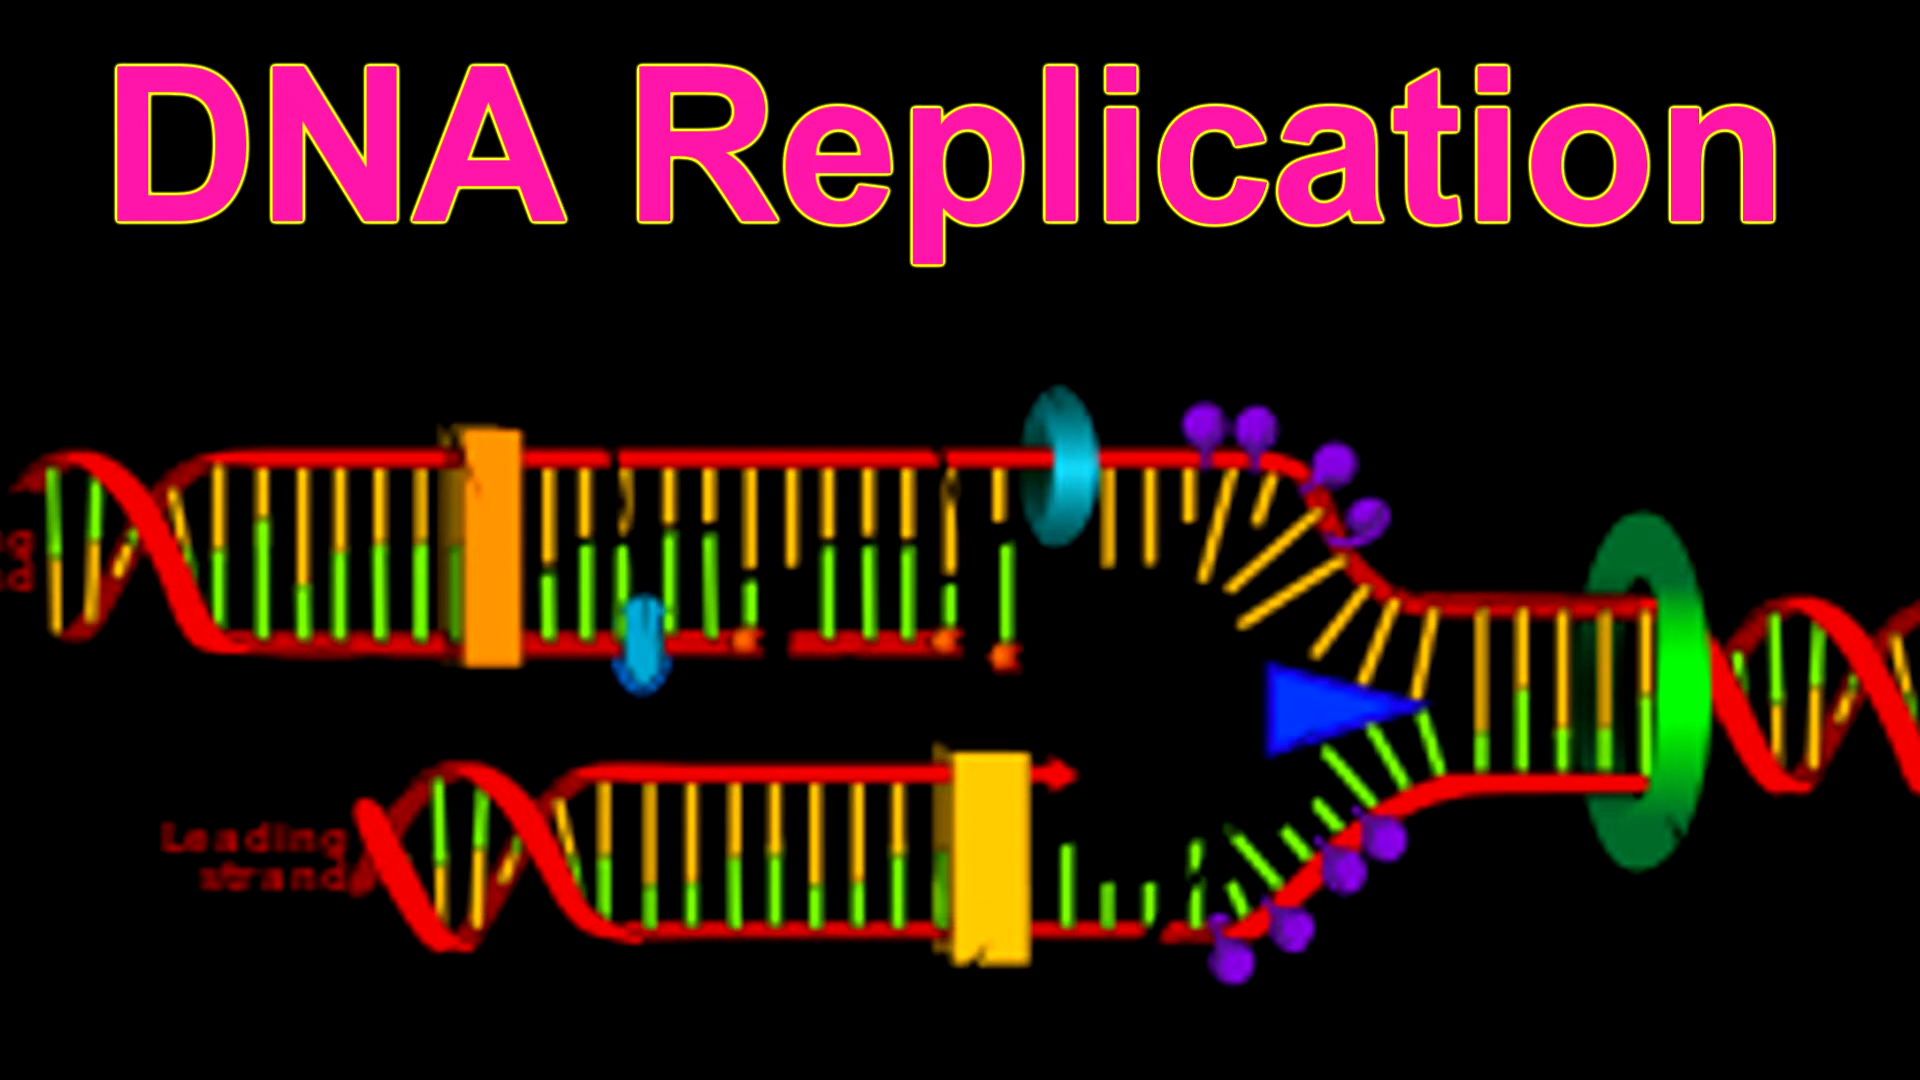 DNA Replication
Leading
strand